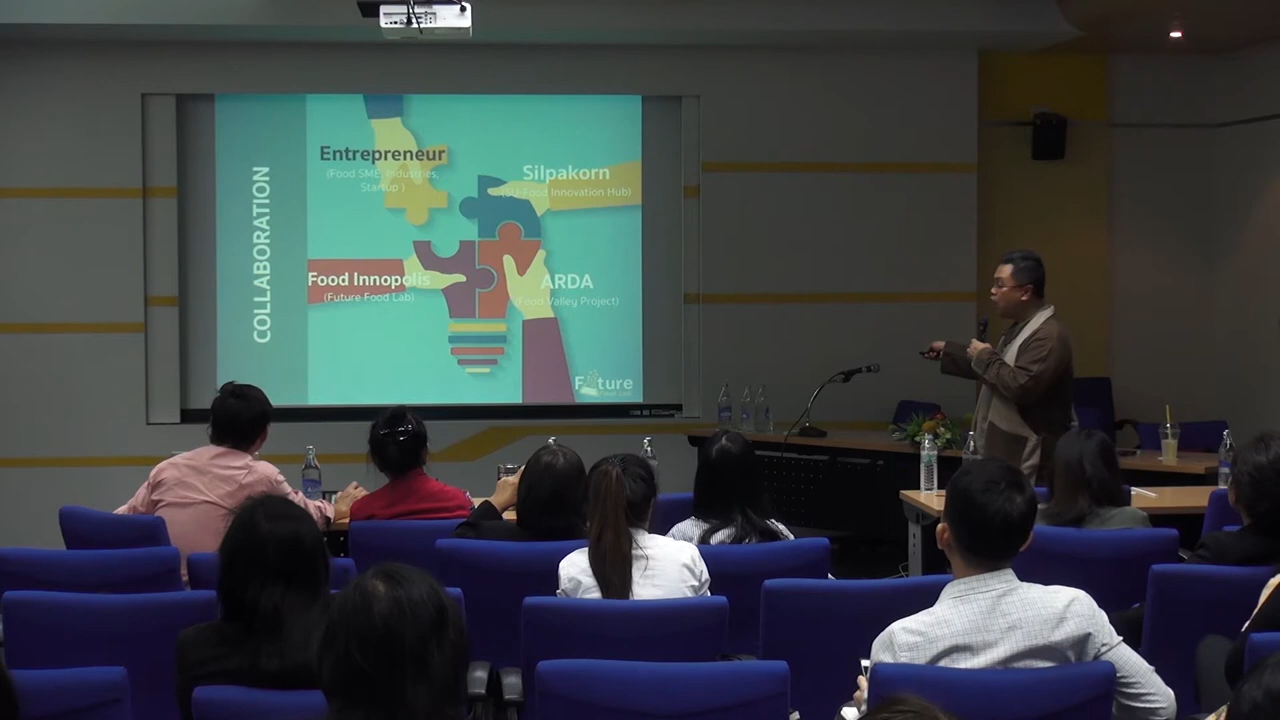 COLLABORATION
Entrepreneur
(Food SME, Industries,
Startup )
Silpakorn
(SU-Food Innovation Hub)
Food Innopolis
(Future Food Lab)
ARDA
(Food Valley Project)
Future